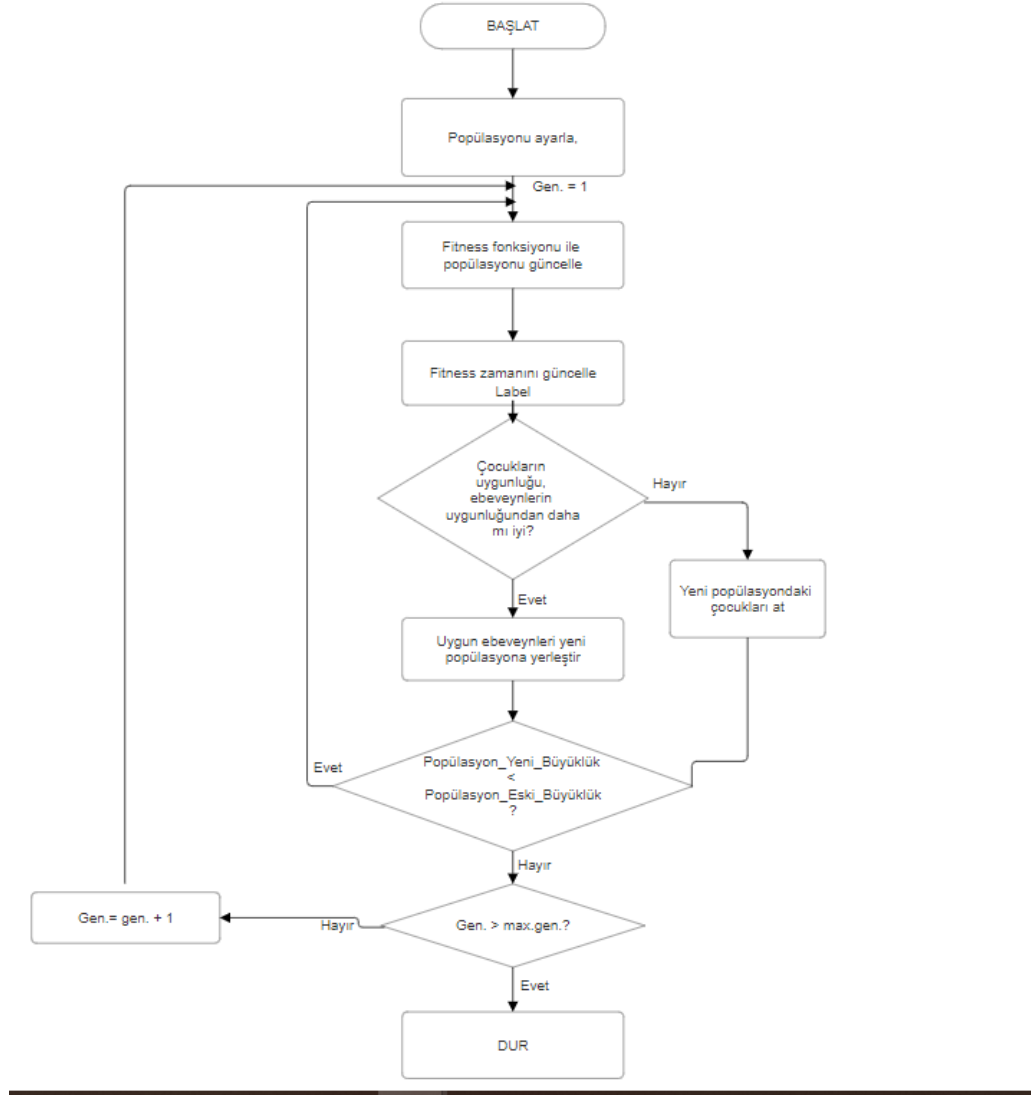 BAŞLAT
Popülasyonu ayarla,
Gen. = 1
Fitness fonksiyonu ile
popülasyonu güncelle
Fitness zamanını güncelle
Label
Çocukların
uygunluğu,
ebeveynlerin
uygunluğundan daha
mı iyi?
Hayır
Yeni popülasyondaki
çocukları at
Evet
Uygun ebeveynleri yeni
popülasyona yerleştir
Evet
Popülasyon_Yeni_Büyüklük
<
Popülasyon_Eski_Büyüklük
?
Hayır
Gen.= gen. + 1
Hayır
Gen. > max.gen.?
Evet
DUR